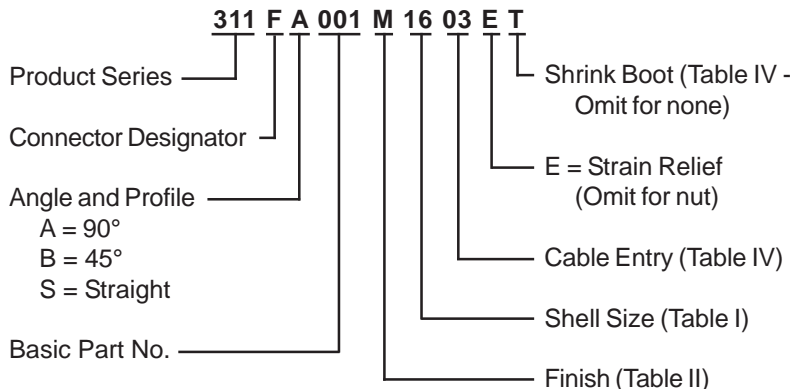 311 F A 001 M 16 03 E T
Product Series
Connector Designator
Angle and Profile
A = 90°
B = 45°
S = Straight
Basic Part No.
Shrink Boot (Table IV -
Omit for none)
E = Strain Relief
(Omit for nut)
Cable Entry (Table IV)
Shell Size (Table I)
Finish (Table II)